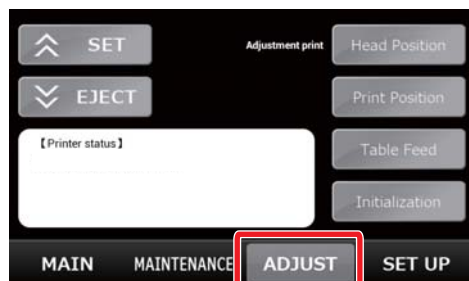 SET
Adjustment print
Head Position
EJECT
Print Position
【Printer status】
Table Feed
Initialization
MAIN
MAINTENANCE
ADJUST
SET UP